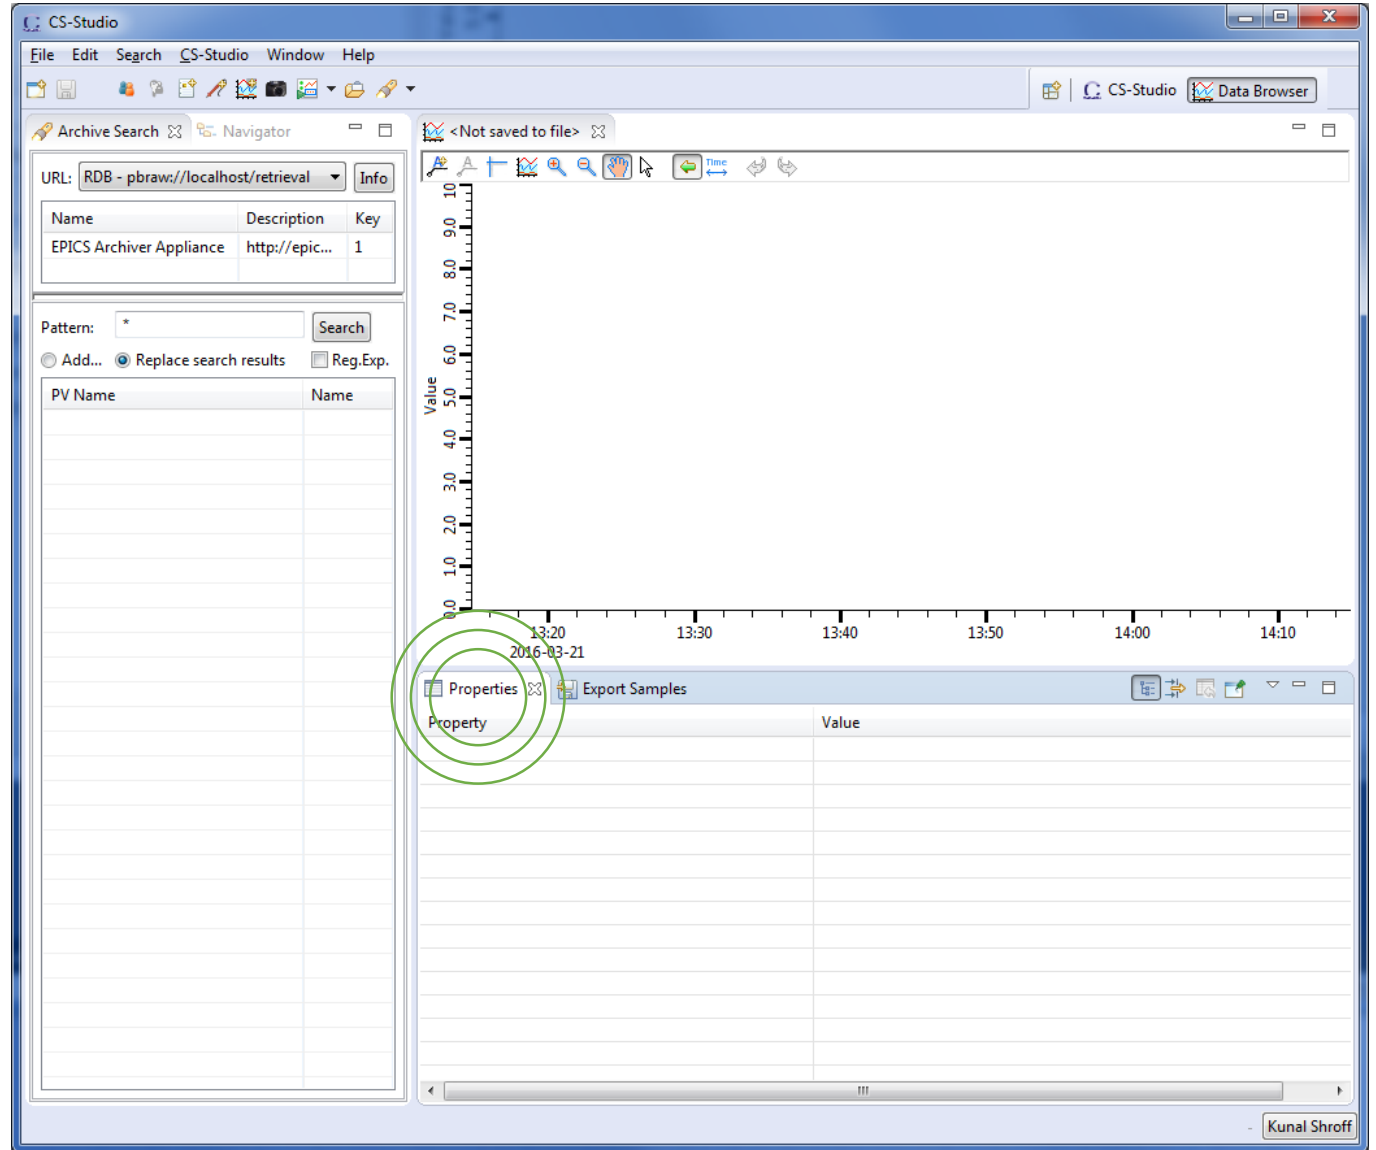 CS-Studio
File Edit Search CS-Studio Window Help
CS-Studio Data Browser
Archive Search Navigator
<Not saved to file>
URL: RDB - pbraw://localhost/retrieval Info
Name Description Key
EPICS Archiver Appliance http://epic... 1
Pattern: * Search
Add... Replace search results Reg.Exp.
PV Name Name
Time
Value
10
9.0
8.0
7.0
6.0
5.0
4.0
3.0
2.0
1.0
0.0
13:20 13:30 13:40 13:50 14:00 14:10
2016-03-21
Properties Export Samples
Property Value
- Kunal Shroff